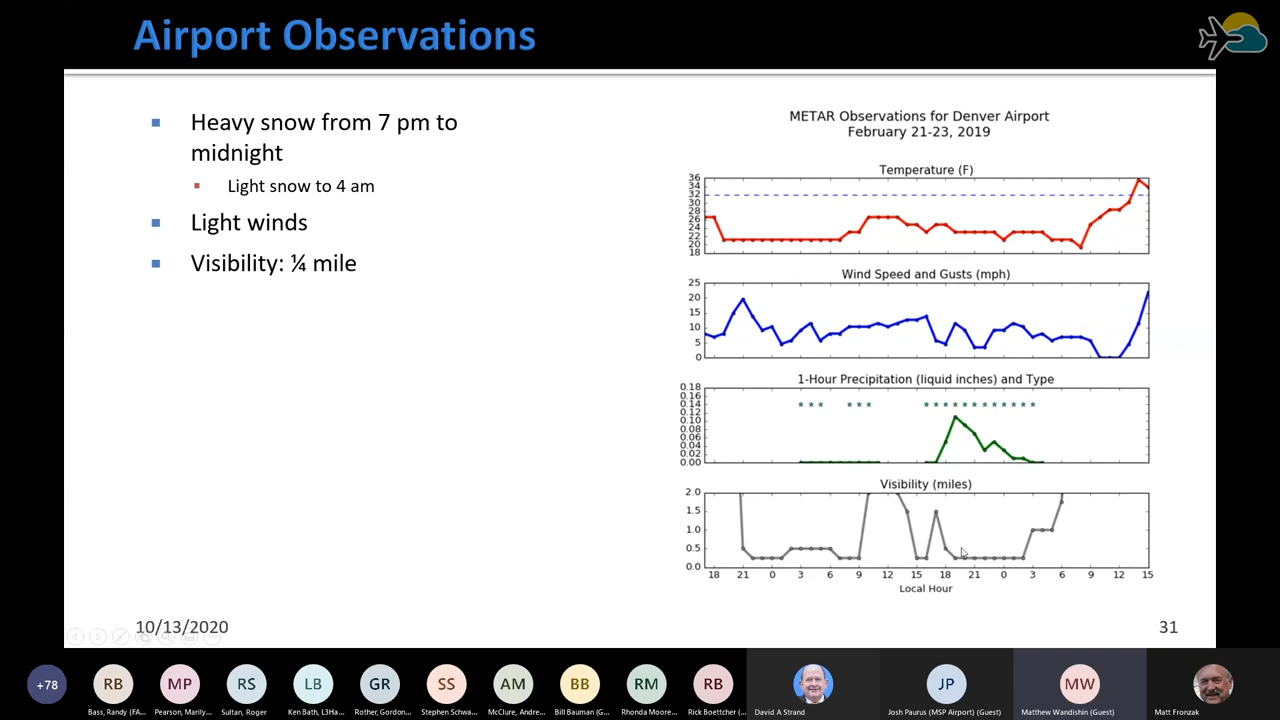 Airport Observations
Heavy snow from 7 pm to
midnight
Light snow to 4 am
Light winds
Visibility: ¼ mile
METAR Observations for Denver Airport
February 21-23, 2019
Temperature (F)
36
34
32
30
28
26
24
22
20
18
Wind Speed and Gusts (mph)
25
20
15
10
5
0
1-Hour Precipitation (liquid inches) and Type
0.18
0.16
0.14
0.12
0.10
0.08
0.06
0.04
0.02
0.00
Visibility (miles)
2.0
1.5
1.0
0.5
0.0
18 21 0 3 6 9 12 15 18 21 0 3 6 9 12 15
Local Hour
10/13/2020
31
+78 RB MP RS LB GR SS AM BB RM RB JP MW
Bass, Randy (FA... Pearson, Marily... Sultan, Roger Ken Bath, L3Ha... Rother, Gordon... Stephen Schwa... McClure, Andre... Bill Bauman (G... Rhonda Moore... Rick Boettcher (... David A Strand Josh Paurus (MSP Airport) (Guest) Matthew Wandishin (Guest) Matt Fronzak